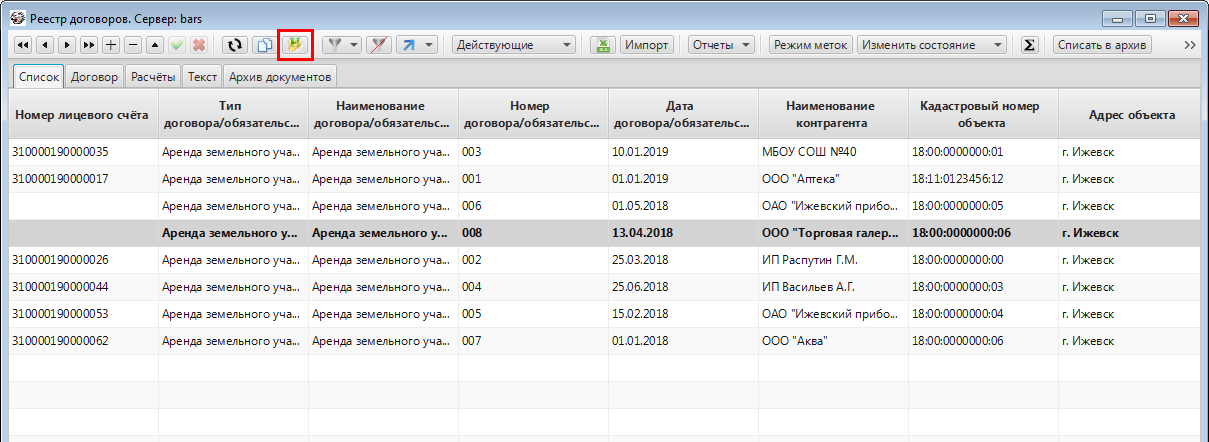 Реестр договоров. Сервер: bars
Действующие Импорт Отчеты Режим меток Изменить состояние Σ Списать в архив
Список Договор Расчёты Текст Архив документов
Номер лицевого счёта Тип Наименование Номер Дата Наименование Кадастровый номер Адрес объекта
договора/обязательс... договора/обязательс... договора/обязательс... договора/обязательс... контрагента объекта
310000190000035 Аренда земельного уча... Аренда земельного уча... 003 10.01.2019 МБОУ СОШ №40 18:00:0000000:01 г. Ижевск
310000190000017 Аренда земельного уча... Аренда земельного уча... 001 01.01.2019 ООО "Аптека" 18:11:0123456:12 г. Ижевск
Аренда земельного уча... Аренда земельного уча... 006 01.05.2018 ОАО "Ижевский прибо... 18:00:0000000:05 г. Ижевск
Аренда земельного у... Аренда земельного у... 008 13.04.2018 ООО "Торговая галер... 18:00:0000000:06 г. Ижевск
310000190000026 Аренда земельного уча... Аренда земельного уча... 002 25.03.2018 ИП Распутин Г.М. 18:00:0000000:00 г. Ижевск
310000190000044 Аренда земельного уча... Аренда земельного уча... 004 25.06.2018 ИП Васильев А.Г. 18:00:0000000:03 г. Ижевск
310000190000053 Аренда земельного уча... Аренда земельного уча... 005 15.02.2018 ОАО "Ижевский прибо... 18:00:0000000:04 г. Ижевск
310000190000062 Аренда земельного уча... Аренда земельного уча... 007 01.01.2018 ООО "Аква" 18:00:0000000:06 г. Ижевск